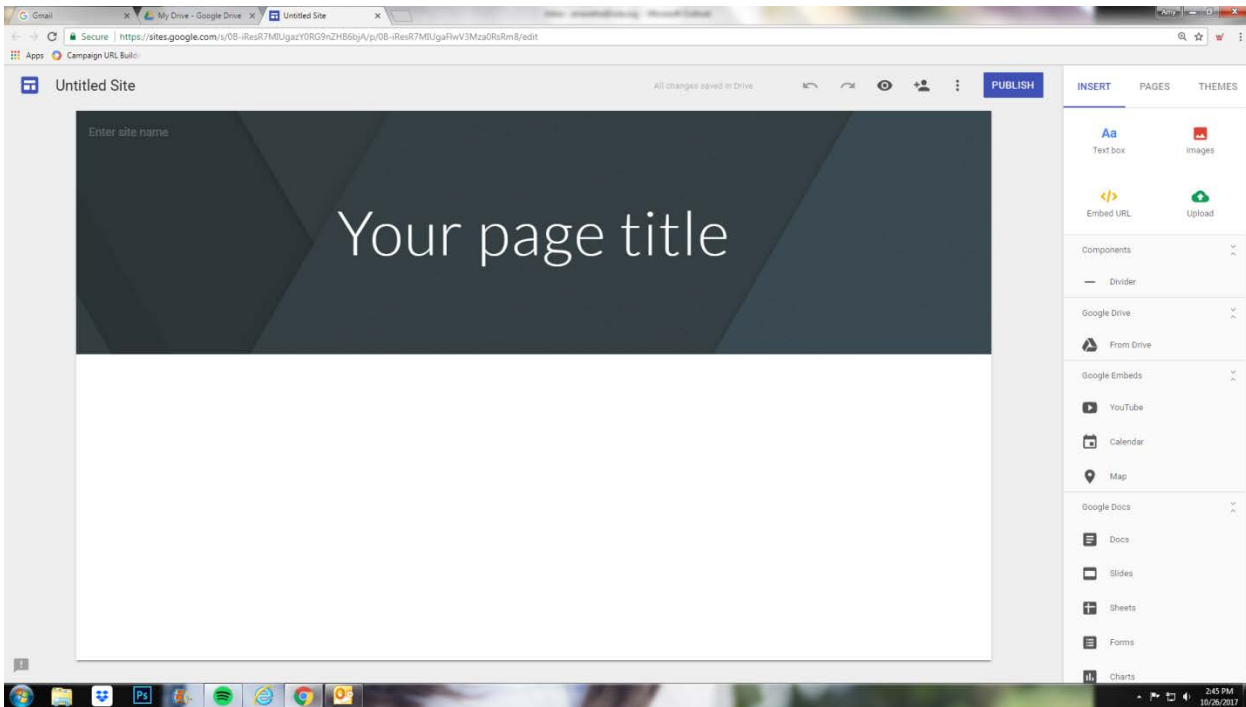 Gmail
My Drive - Google Drive
Untitled Site
Amy
Secure | https://sites.google.com/s/0B-iResR7MIUgazY0RG9nZHB6bjA/p/0B-iResR7MIUgaFlwV3Mza0RsRm8/edit
Apps Campaign URL Build
Untitled Site
All changes saved in Drive
PUBLISH
INSERT PAGES THEMES
Enter site name
Your page title
Aa
Text box Images
Embed URL Upload
Components
Divider
Google Drive
From Drive
Google Embeds
YouTube
Calendar
Map
Google Docs
Docs
Slides
Sheets
Forms
Charts
Ps
2:45 PM
10/26/2017